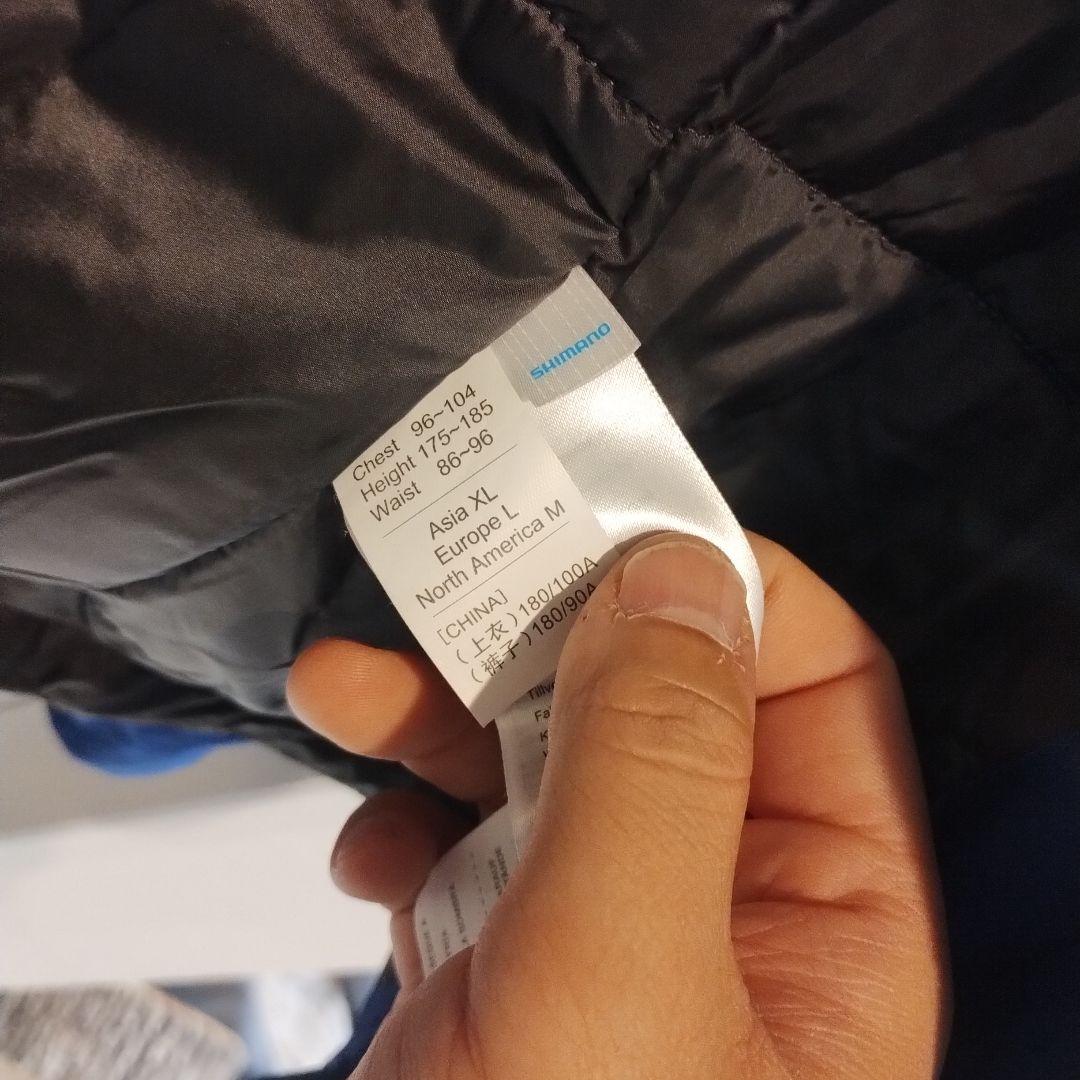 SHIMANO
Chest 96~104
Height 175~185
Waist 86~96
Asia XL
Europe L
North America M
[CHINA]
(上衣)180/100A
(裤子)180/90A